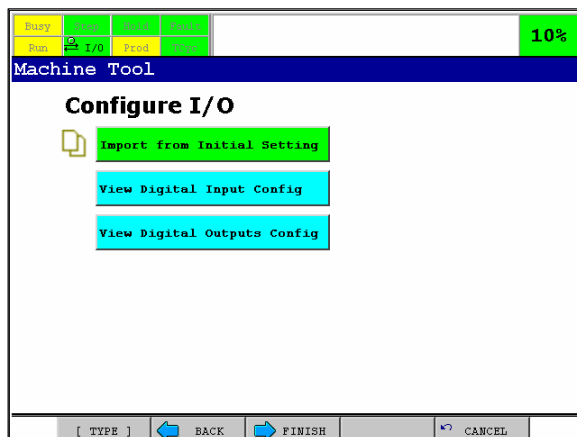 Busy Step Hold Fault
Run I/O Prod TCyc
10%
Machine Tool
Configure I/O
Import from Initial Setting
View Digital Input Config
View Digital Outputs Config
[ TYPE ] BACK FINISH CANCEL